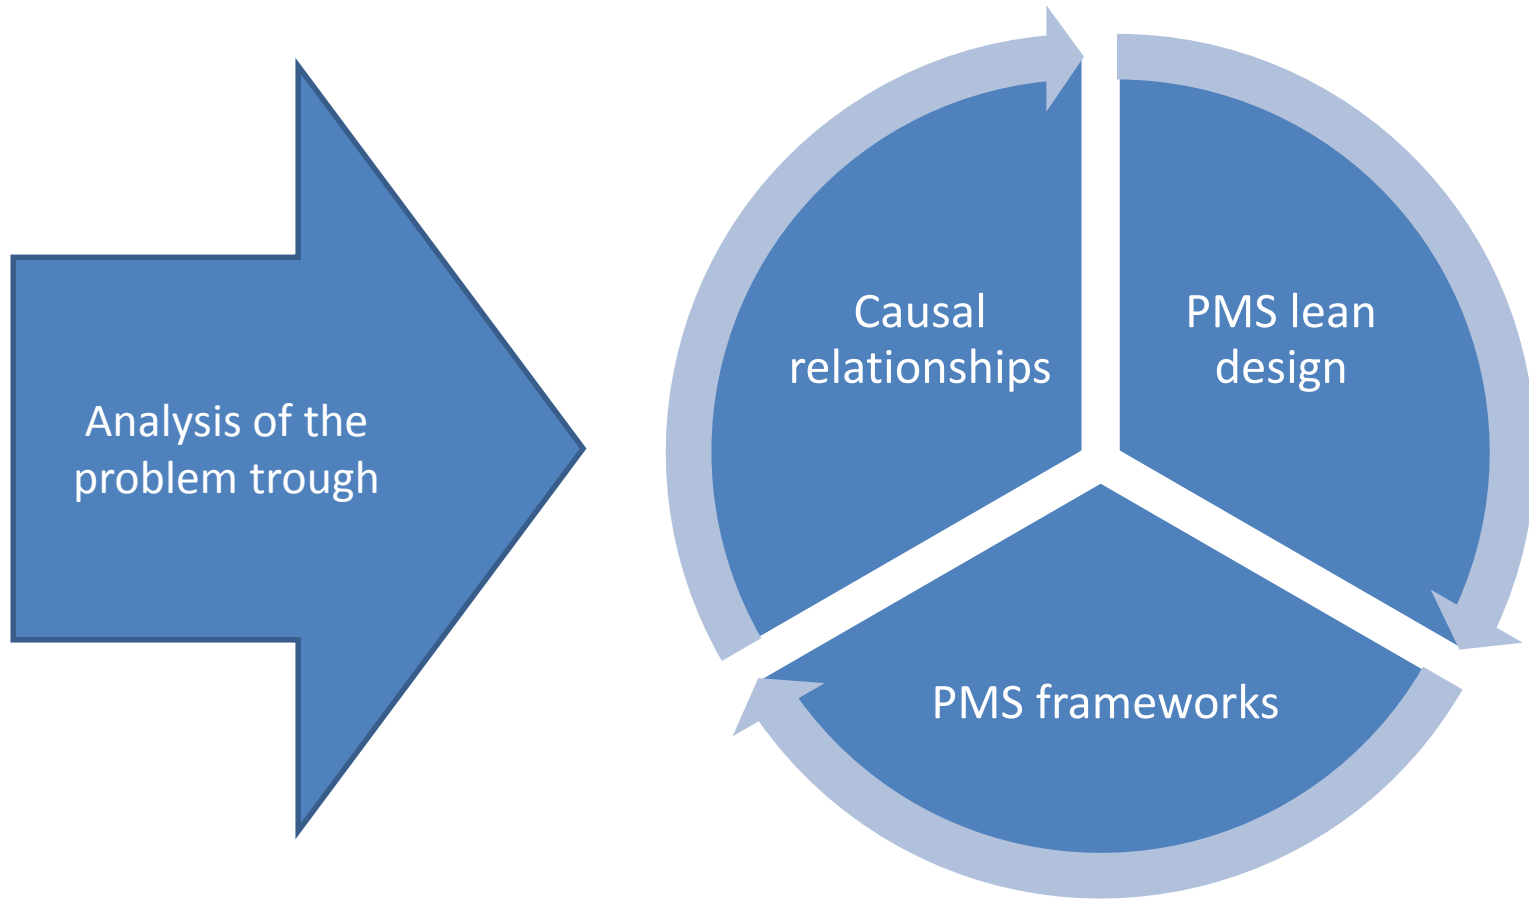 Analysis of the
problem trough
Causal
relationships
PMS lean
design
PMS frameworks